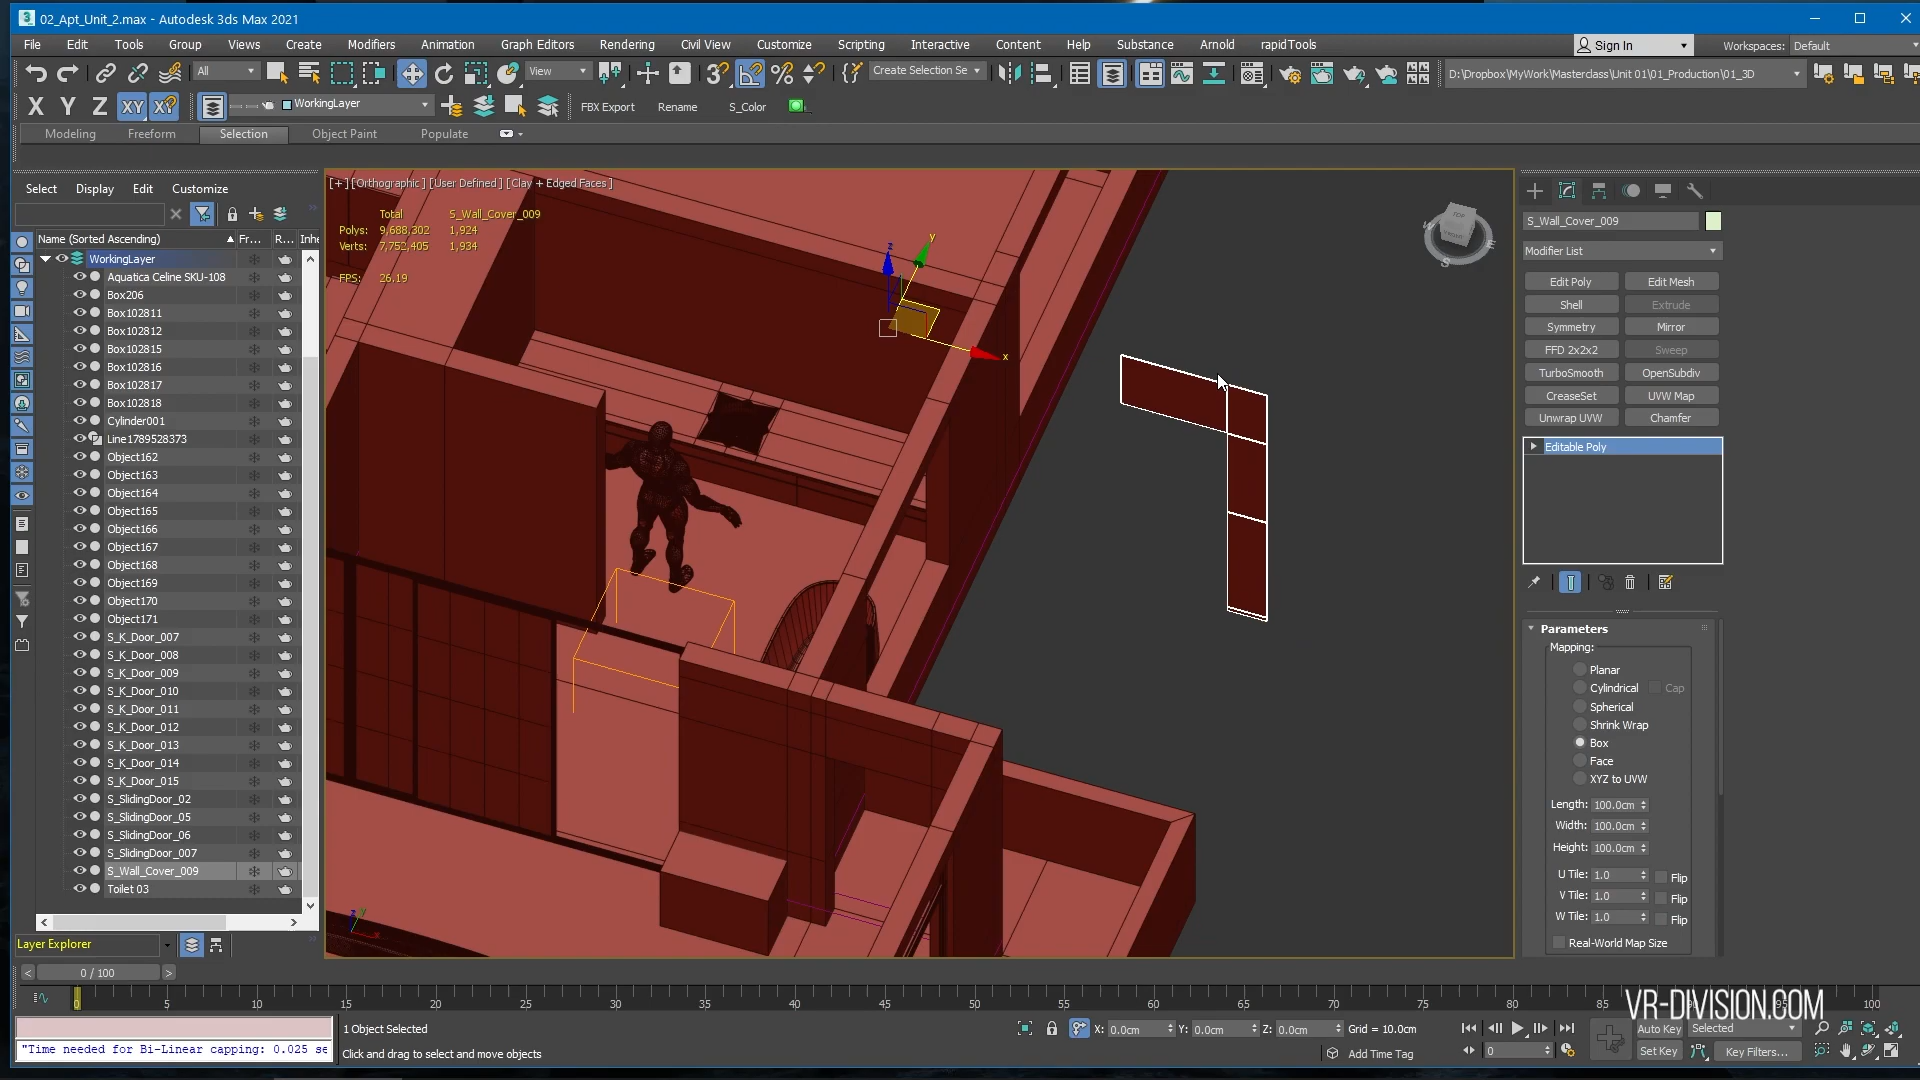 02_Apt_Unit_2.max - Autodesk 3ds Max 2021
File Edit Tools Group Views Create Modifiers Animation Graph Editors Rendering Civil View Customize Scripting Interactive Content Help Substance Arnold rapidTools
Sign In
Workspaces: Default
All
View
Create Selection Se
D:\Dropbox\MyWork\Masterclass\Unit 01\01_Production\01_3D
X Y Z XY
WorkingLayer
FBX Export
Rename
S_Color
Modeling Freeform Selection Object Paint Populate
Select Display Edit Customize
Name (Sorted Ascending) Fr... R... Inhe
WorkingLayer
Aquatica Celine SKU-108
Box206
Box102811
Box102812
Box102815
Box102816
Box102817
Box102818
Cylinder001
Line1789528373
Object162
Object163
Object164
Object165
Object166
Object167
Object168
Object169
Object170
Object171
S_K_Door_007
S_K_Door_008
S_K_Door_009
S_K_Door_010
S_K_Door_011
S_K_Door_012
S_K_Door_013
S_K_Door_014
S_K_Door_015
S_SlidingDoor_02
S_SlidingDoor_05
S_SlidingDoor_06
S_SlidingDoor_007
S_Wall_Cover_009
Toilet 03
Layer Explorer
[+] [Orthographic ] [User Defined ] [Clay + Edged Faces ]
Total S_Wall_Cover_009
Polys: 9,688,302 1,924
Verts: 7,752,405 1,934
FPS: 26.19
z
y
x
TOP
E
S
S_Wall_Cover_009
Modifier List
Edit Poly Edit Mesh
Shell Extrude
Symmetry Mirror
FFD 2x2x2 Sweep
TurboSmooth OpenSubdiv
CreaseSet UVW Map
Unwrap UVW Chamfer
Editable Poly
Parameters
Mapping:
Planar
Cylindrical Cap
Spherical
Shrink Wrap
Box
Face
XYZ to UVW
Length: 100.0cm
Width: 100.0cm
Height: 100.0cm
U Tile: 1.0 Flip
V Tile: 1.0 Flip
W Tile: 1.0 Flip
Real-World Map Size
0 / 100
0 5 10 15 20 25 30 35 40 45 50 55 60 65 70 75 80 85 100
VR-DIVISION.COM
1 Object Selected
X: 0.0cm Y: 0.0cm Z: 0.0cm Grid = 10.0cm
Auto Key Selected
"Time needed for Bi-Linear capping: 0.025 se
Click and drag to select and move objects
Add Time Tag
0
Set Key Key Filters...